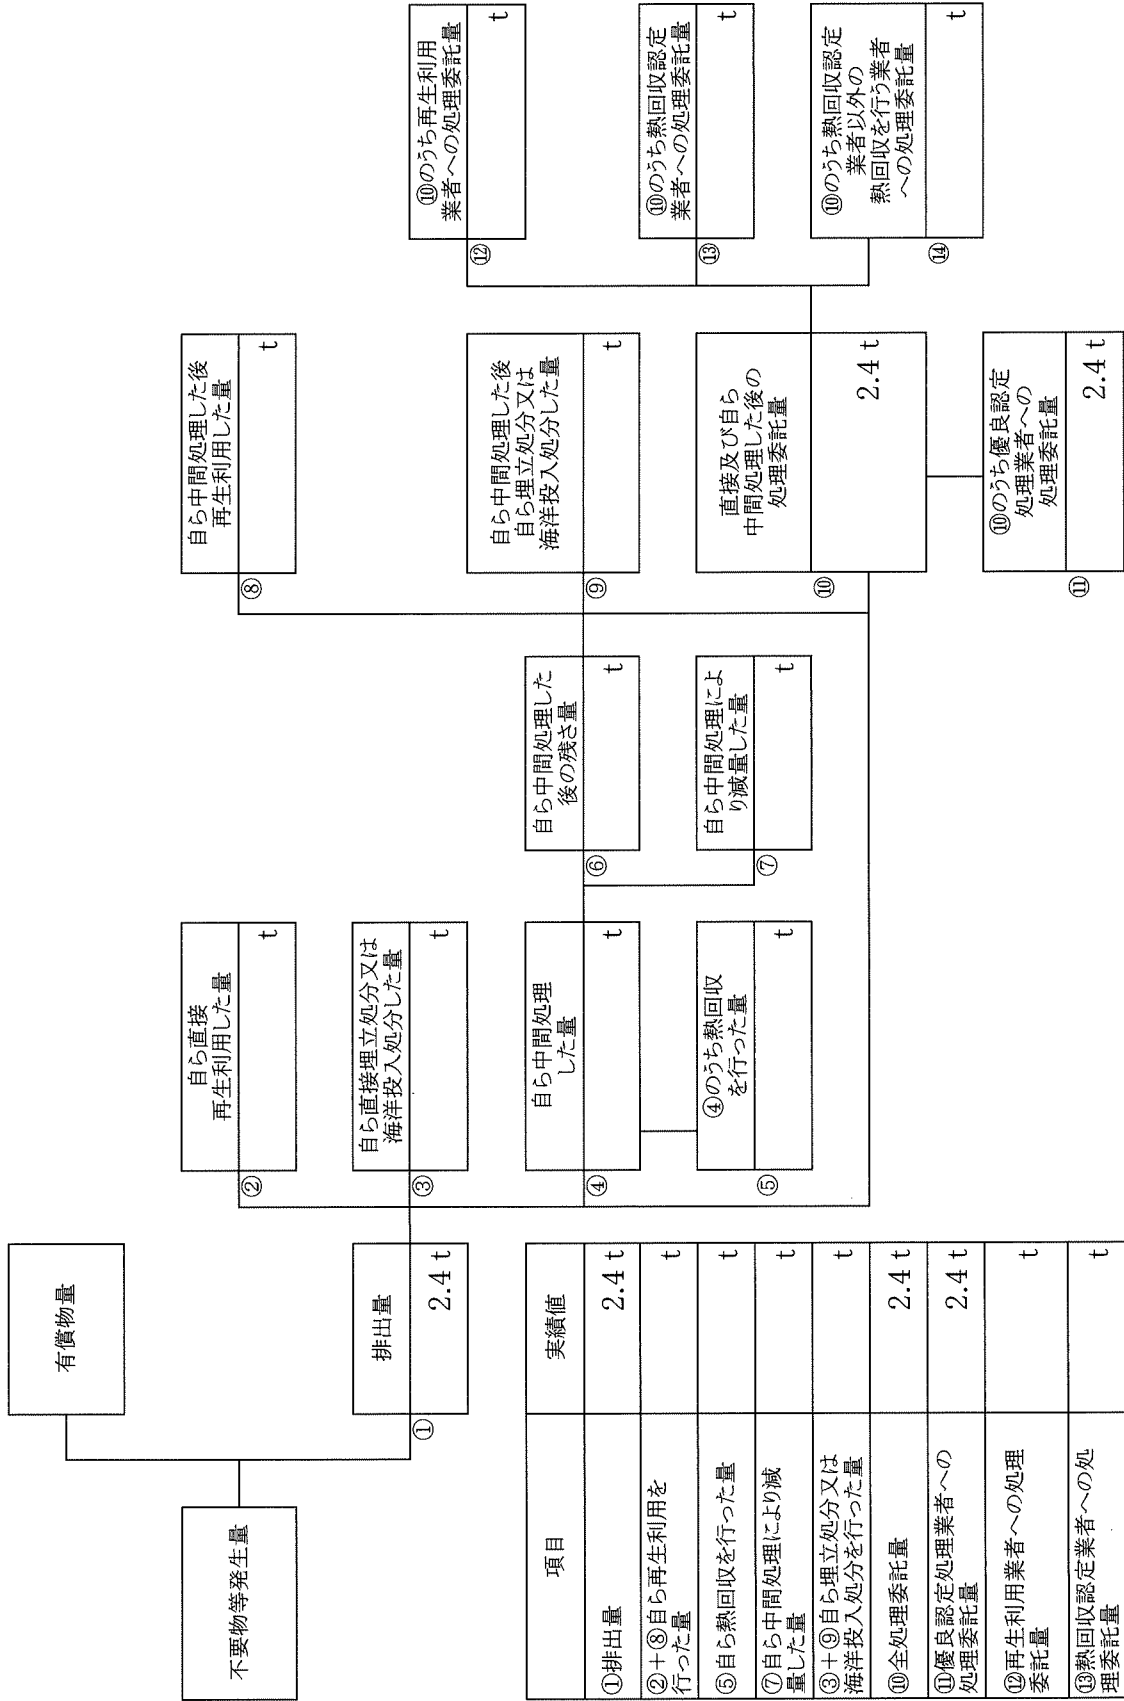 不要物等発生量
有償物量
①
排出量
2.4 t
②
自ら直接
再生利用した量
t
③
自ら直接埋立処分又は
海洋投入処分した量
t
④
自ら中間処理
した量
t
⑤
④のうち熱回収
を行った量
t
⑥
自ら中間処理した
後の残さ量
t
⑦
自ら中間処理によ
り減量した量
t
⑧
自ら中間処理した後
再生利用した量
t
⑨
自ら中間処理した後
自ら埋立処分又は
海洋投入処分した量
t
⑩
直接及び自ら
中間処理した後の
処理委託量
2.4 t
⑪
⑩のうち優良認定
処理業者への
処理委託量
2.4 t
⑫
⑩のうち再生利用
業者への処理委託量
t
⑬
⑩のうち熱回収認定
業者への処理委託量
t
⑭
⑩のうち熱回収認定
業者以外の
熱回収を行う業者
への処理委託量
t
項目 実績値
①排出量 2.4 t
②+⑧自ら再生利用を
行った量 t
⑤自ら熱回収を行った量 t
⑦自ら中間処理により減
量した量 t
③+⑨自ら埋立処分又は
海洋投入処分を行った量 t
⑩全処理委託量 2.4 t
⑪優良認定処理業者への
処理委託量 2.4 t
⑫再生利用業者への処理
委託量 t
⑬熱回収認定業者への処
理委託量 t